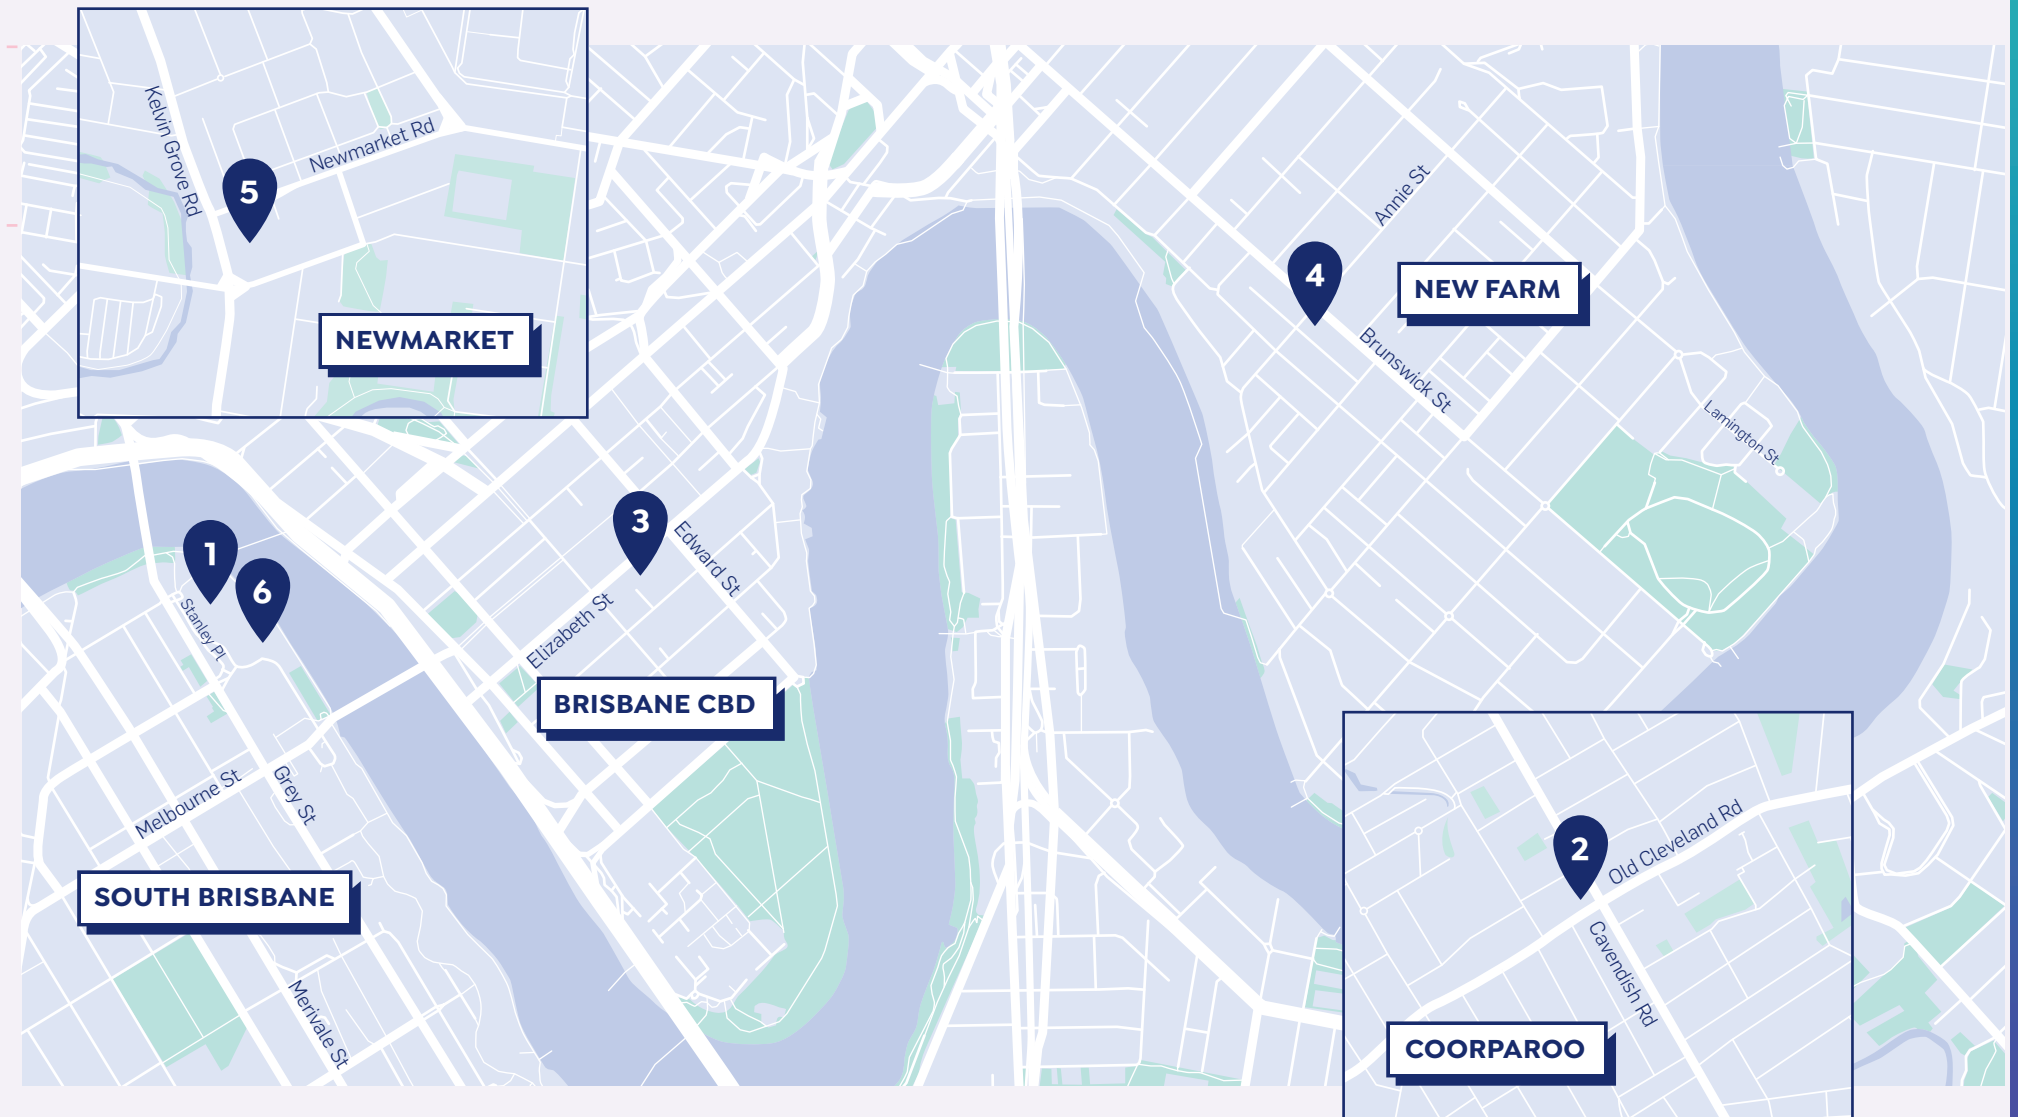 Kelvin Grove Rd
Newmarket Rd
5
NEWMARKET
Annie St
4
NEW FARM
Brunswick St
Lamington St
3
Edward St
Elizabeth St
BRISBANE CBD
1
6
Stanley Pl
Grey St
Melbourne St
SOUTH BRISBANE
Merivale St
2
Old Cleveland Rd
Cavendish Rd
COORPAROO